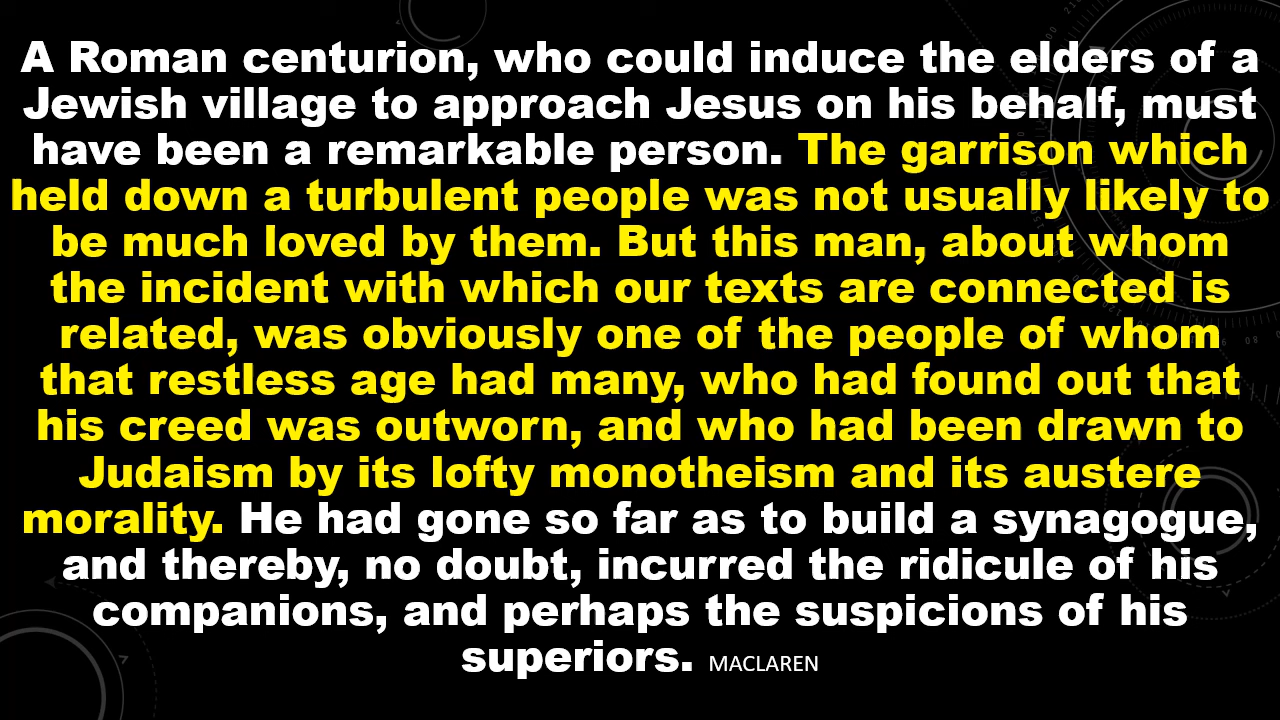 A Roman centurion, who could induce the elders of a
Jewish village to approach Jesus on his behalf, must
have been a remarkable person. The garrison which
held down a turbulent people was not usually likely to
be much loved by them. But this man, about whom
the incident with which our texts are connected is
related, was obviously one of the people of whom
that restless age had many, who had found out that
his creed was outworn, and who had been drawn to
Judaism by its lofty monotheism and its austere
morality. He had gone so far as to build a synagogue,
and thereby, no doubt, incurred the ridicule of his
companions, and perhaps the suspicions of his
superiors. MACLAREN